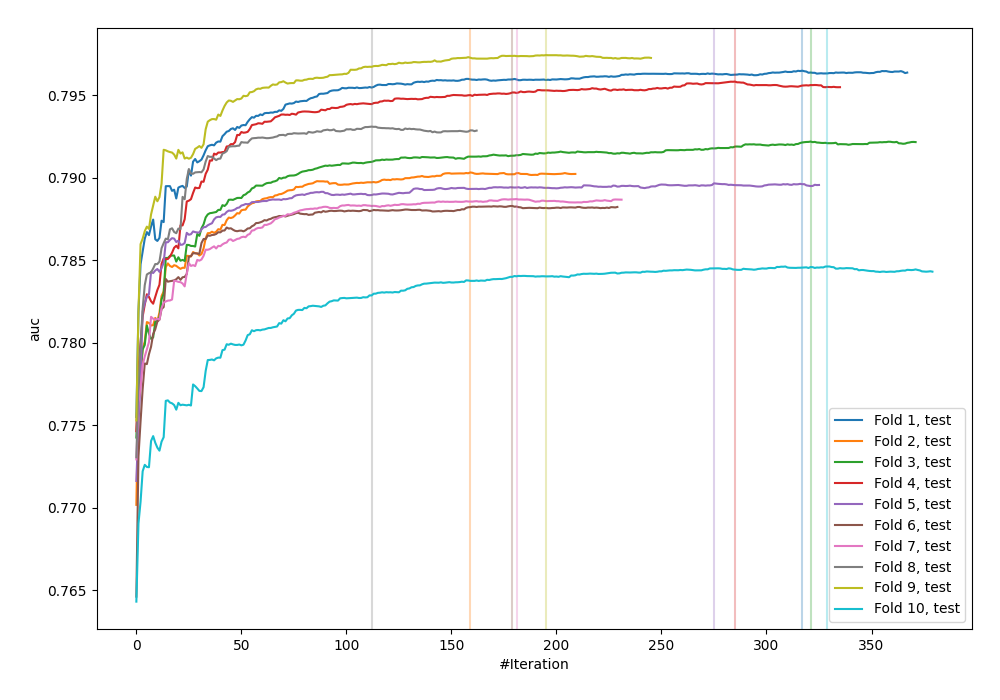 0.795
0.790
0.785
0.780
0.775
0.770
0.765
auc
0 50 100 150 200 250 300 350
#Iteration
Fold 1, test
Fold 2, test
Fold 3, test
Fold 4, test
Fold 5, test
Fold 6, test
Fold 7, test
Fold 8, test
Fold 9, test
Fold 10, test